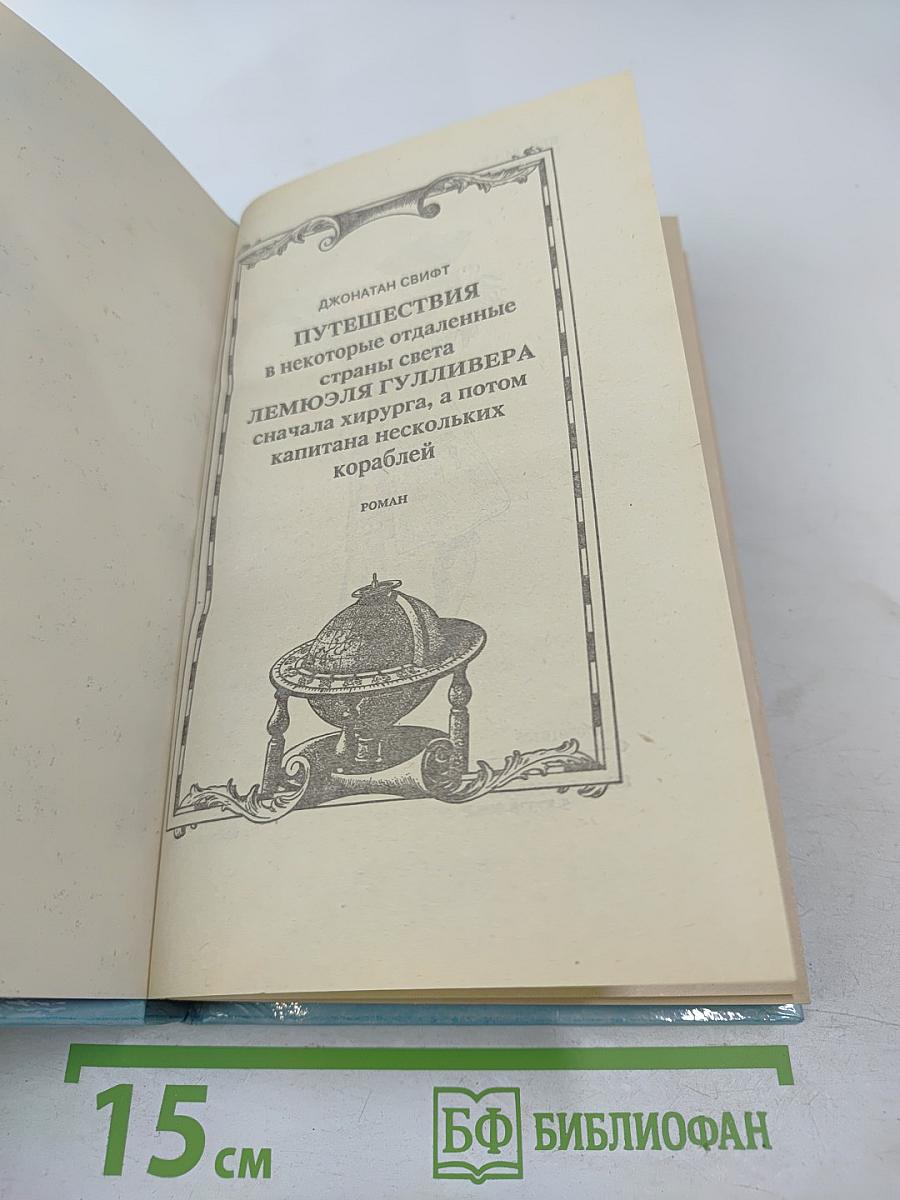 ДЖОНАТАН СВИФТ
ПУТЕШЕСТВИЯ
в некоторые отдаленные
страны света
ЛЕМЮЭЛЯ ГУЛЛИВЕРА
сначала хирурга, а потом
капитана нескольких
кораблей
РОМАН
15 см
БФ БИБЛИОФАН